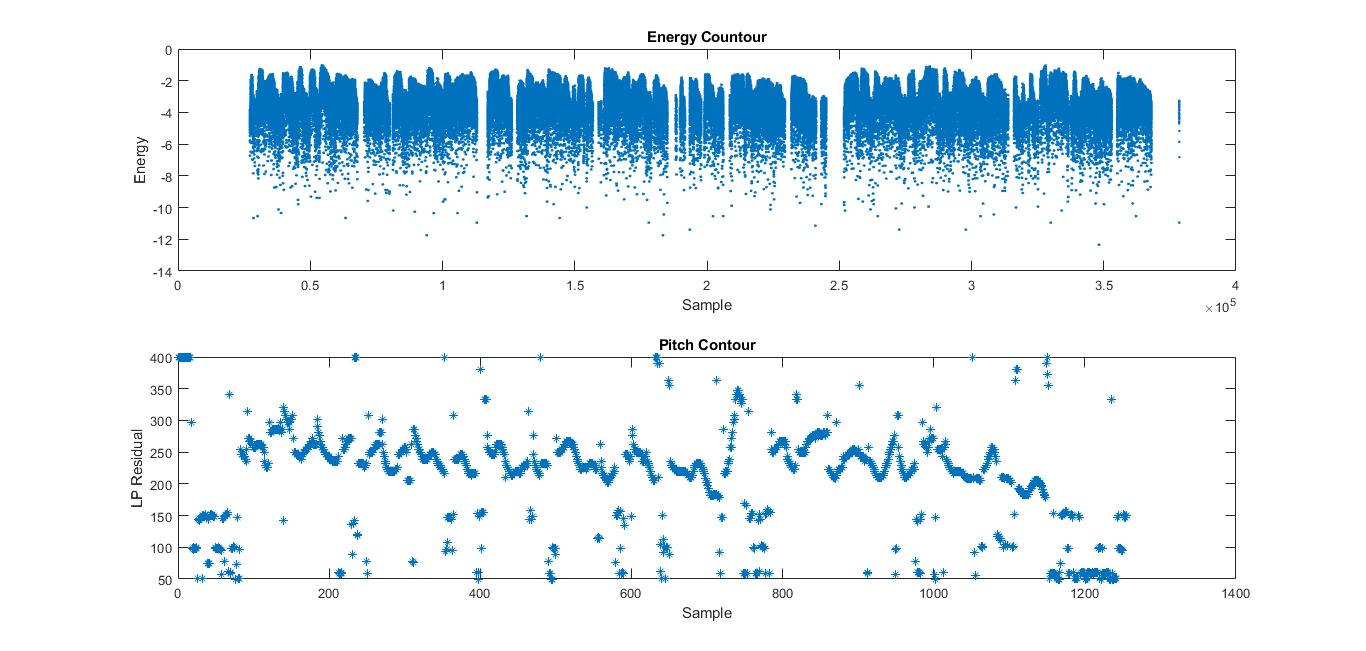 Energy Countour
0
-2
-4
-6
-8
-10
-12
-14
Energy
0 0.5 1 1.5 2 2.5 3 3.5 4
Sample
×10^5
Pitch Contour
400
350
300
250
200
150
100
50
LP Residual
0 200 400 600 800 1000 1200 1400
Sample